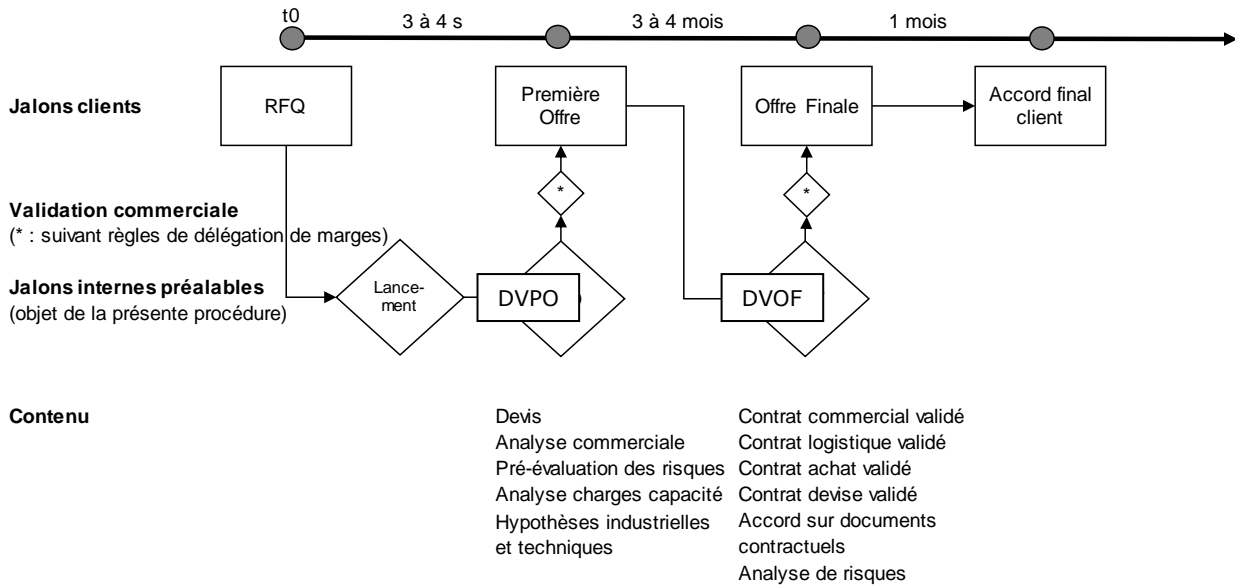 t0
3 à 4 s
3 à 4 mois
1 mois
Jalons clients
RFQ
Première
Offre
Offre Finale
Accord final
client
*
*
Validation commerciale
(* : suivant règles de délégation de marges)
Jalons internes préalables
(objet de la présente procédure)
Lance-
ment
DVPO
DVOF
Contenu
Devis
Analyse commerciale
Pré-évaluation des risques
Analyse charges capacité
Hypothèses industrielles
et techniques
Contrat commercial validé
Contrat logistique validé
Contrat achat validé
Contrat devise validé
Accord sur documents
contractuels
Analyse de risques